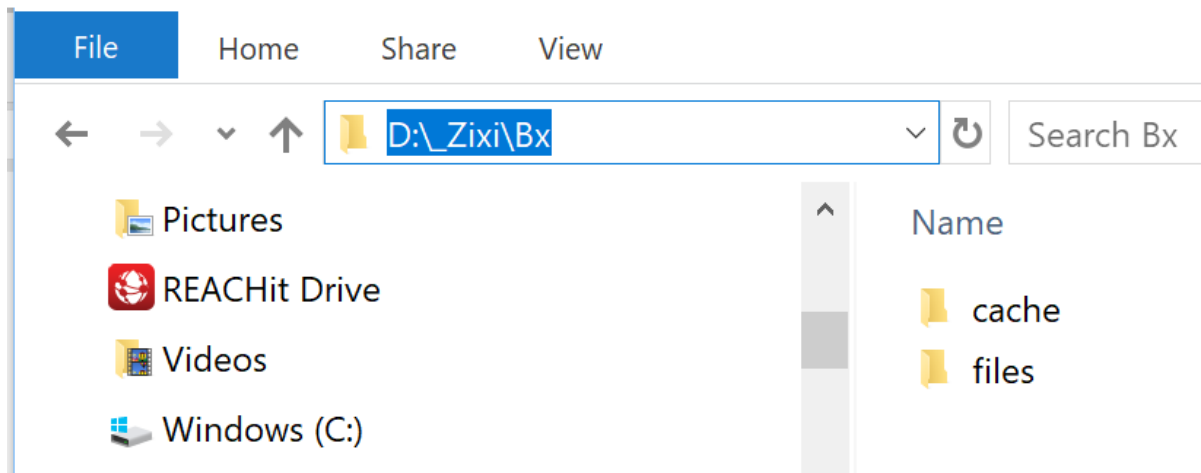 File Home Share View
D:\_Zixi\Bx Search Bx
Pictures
REACHit Drive
Videos
Windows (C:)
Name
cache
files